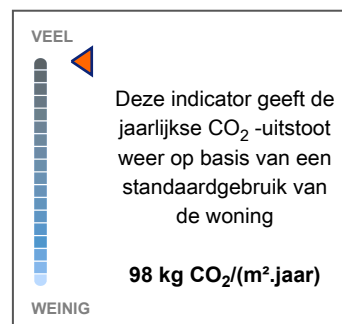 VEEL
Deze indicator geeft de
jaarlijkse CO₂ -uitstoot
weer op basis van een
standaardgebruik van
de woning
98 kg CO₂/(m².jaar)
WEINIG